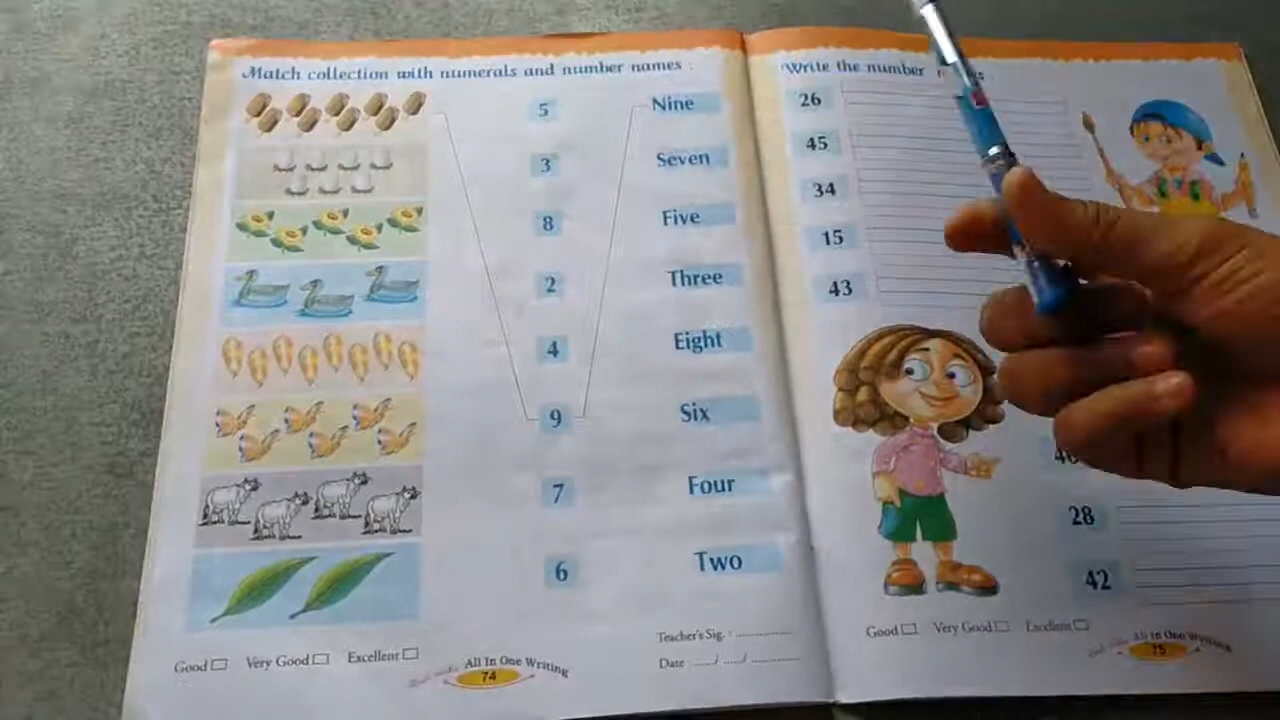 Match collection with numerals and number names :
5 Nine
3 Seven
8 Five
2 Three
4 Eight
9 Six
7 Four
6 Two
Teacher's Sig. : ..............
Date ....../ ...../ ............
Good Very Good Excellent
All In One Writing
74
Write the number
26
45
34
15
43
28
42
Good Very Good Excellent
All In One Writing
75